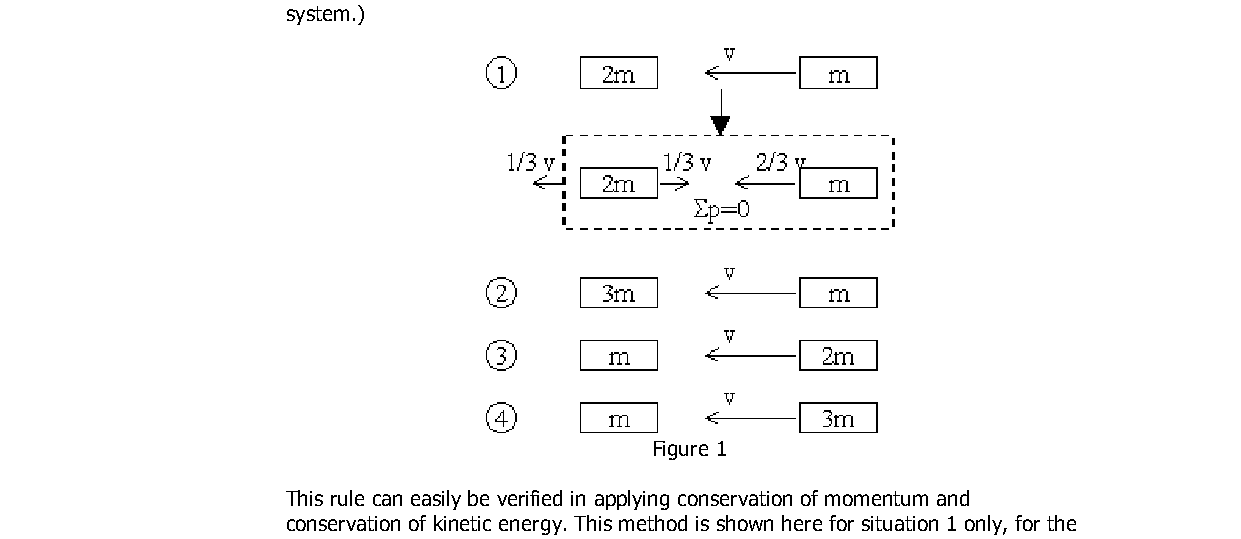 system.)
v
1 2m m
1/3 v 1/3 v 2/3 v
2m m
Σp=0
v
2 3m m
v
3 m 2m
v
4 m 3m
Figure 1
This rule can easily be verified in applying conservation of momentum and
conservation of kinetic energy. This method is shown here for situation 1 only, for the